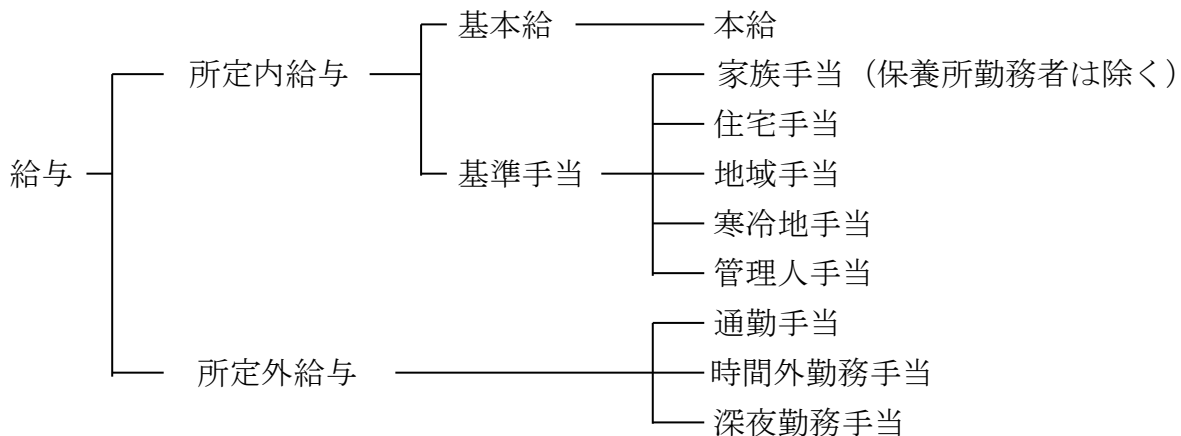 基本給 本給
所定内給与 家族手当（保養所勤務者は除く）
住宅手当
給与 基準手当 地域手当
寒冷地手当
管理人手当
通勤手当
所定外給与 時間外勤務手当
深夜勤務手当